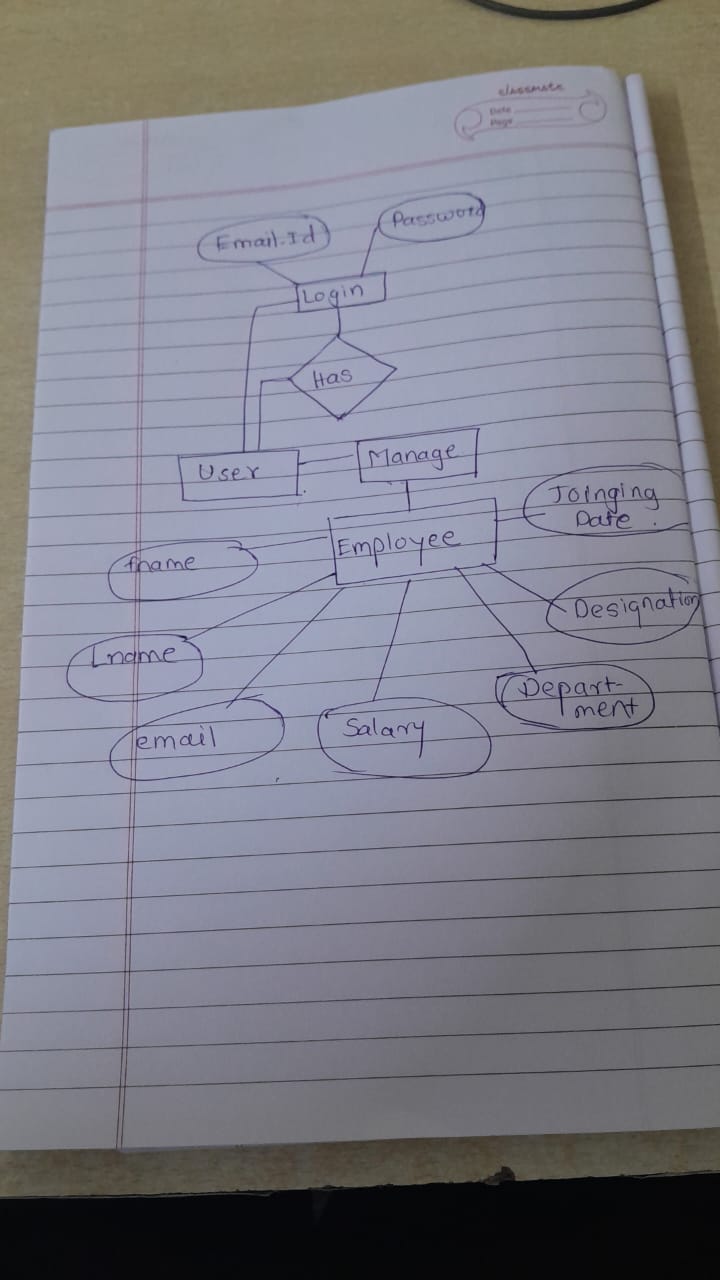 classmate
Date
Page
Email.Id
Password
Login
Has
User
Manage
Joinging
Date.
Employee
fname
Designation
Lname
Depart-
ment
email
Salary